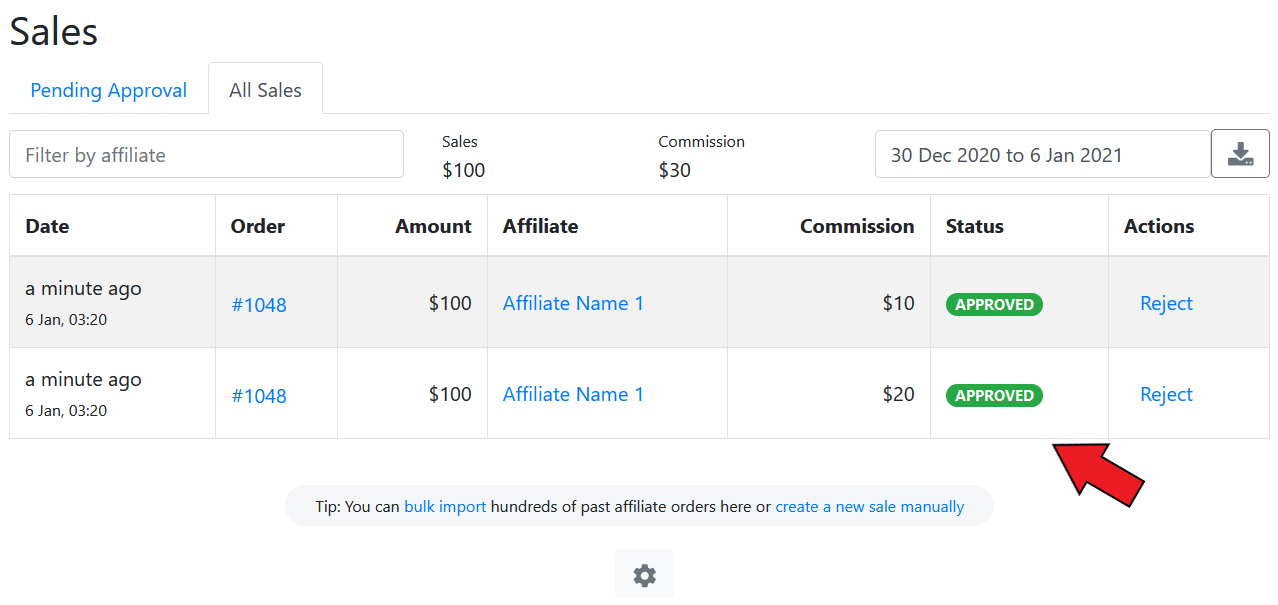 Sales
Pending Approval All Sales
Filter by affiliate Sales Commission 30 Dec 2020 to 6 Jan 2021
$100 $30
Date Order Amount Affiliate Commission Status Actions
a minute ago #1048 $100 Affiliate Name 1 $10 APPROVED Reject
6 Jan, 03:20
a minute ago #1048 $100 Affiliate Name 1 $20 APPROVED Reject
6 Jan, 03:20
Tip: You can bulk import hundreds of past affiliate orders here or create a new sale manually